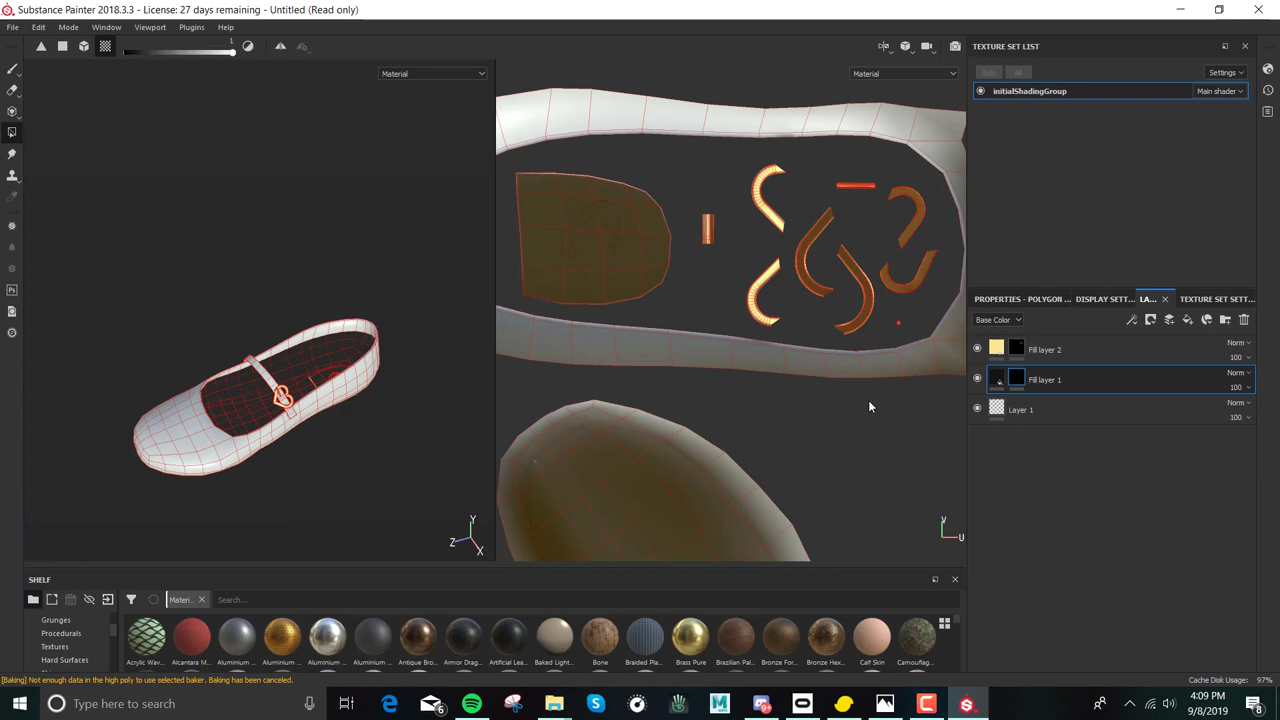 Substance Painter 2018.3.3 - License: 27 days remaining - Untitled (Read only)
File Edit Mode Window Viewport Plugins Help
1
Material
Material
TEXTURE SET LIST
Solo All
Settings
initialShadingGroup
Main shader
PROPERTIES - POLYGON ...
DISPLAY SETT...
LA...
TEXTURE SET SETT...
Base Color
Fill layer 2
Norm
100
Fill layer 1
Norm
100
Layer 1
Norm
100
Y
Z
X
V
U
SHELF
Materi...
Search...
Grunges
Procedurals
Textures
Hard Surfaces
Acrylic Wav...
Alcantara M...
Aluminium ...
Aluminium ...
Aluminium ...
Aluminium ...
Antique Bro...
Armor Drag...
Artificial Lea...
Baked Light...
Bone
Braided Pla...
Brass Pure
Brazilian Pal...
Bronze For...
Bronze Hex...
Calf Skin
Camouflag...
[Baking] Not enough data in the high poly to use selected baker. Baking has been canceled.
Cache Disk Usage: 97%
Type here to search
4:09 PM
9/8/2019